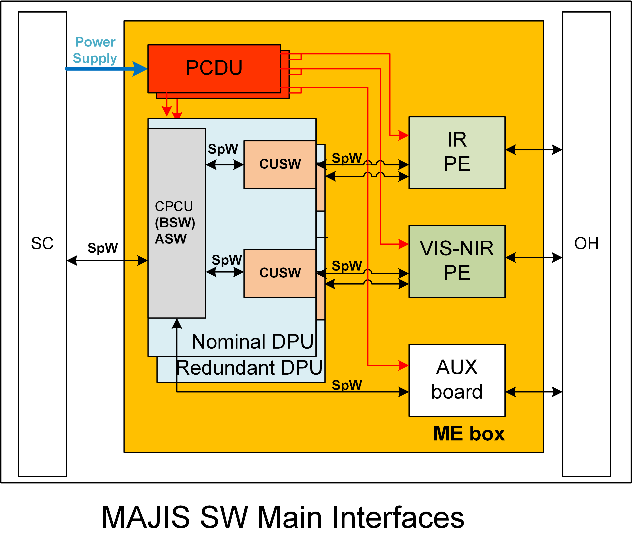 Power
Supply
PCDU
SpW
CUSW
SpW
IR
PE
CPCU
(BSW)
ASW
SC
SpW
SpW
CUSW
SpW
VIS-NIR
PE
OH
Nominal DPU
Redundant DPU
SpW
AUX
board
ME box
MAJIS SW Main Interfaces